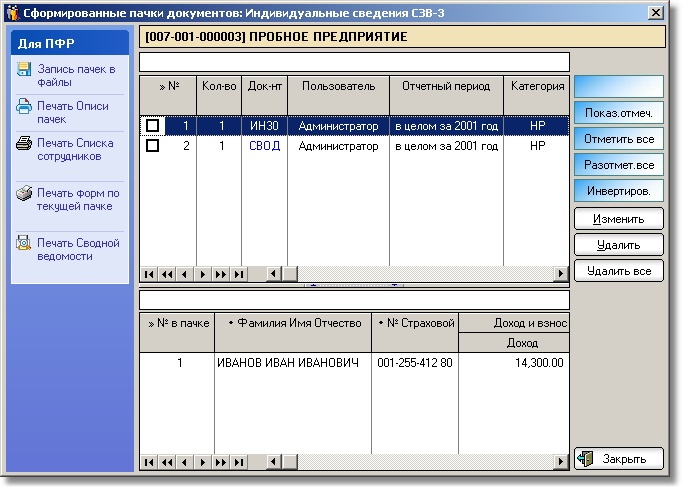 Сформированные пачки документов: Индивидуальные сведения СЗВ-3
Для ПФР
Запись пачек в
файлы
Печать Описи
пачек
Печать Списка
сотрудников
Печать Форм по
текущей пачке
Печать Сводной
ведомости
[007-001-000003] ПРОБНОЕ ПРЕДПРИЯТИЕ
» № Кол-во Док-нт Пользователь Отчетный период Категория
1 1 ИНЗ0 Администратор в целом за 2001 год НР
2 1 СВОД Администратор в целом за 2001 год НР
Показ.отмеч.
Отметить все
Разотмет.все
Инвертиров.
Изменить
Удалить
Удалить все
» № в пачке • Фамилия Имя Отчество • № Страховой Доход и взнос
Доход
1 ИВАНОВ ИВАН ИВАНОВИЧ 001-255-412 80 14,300.00
Закрыть